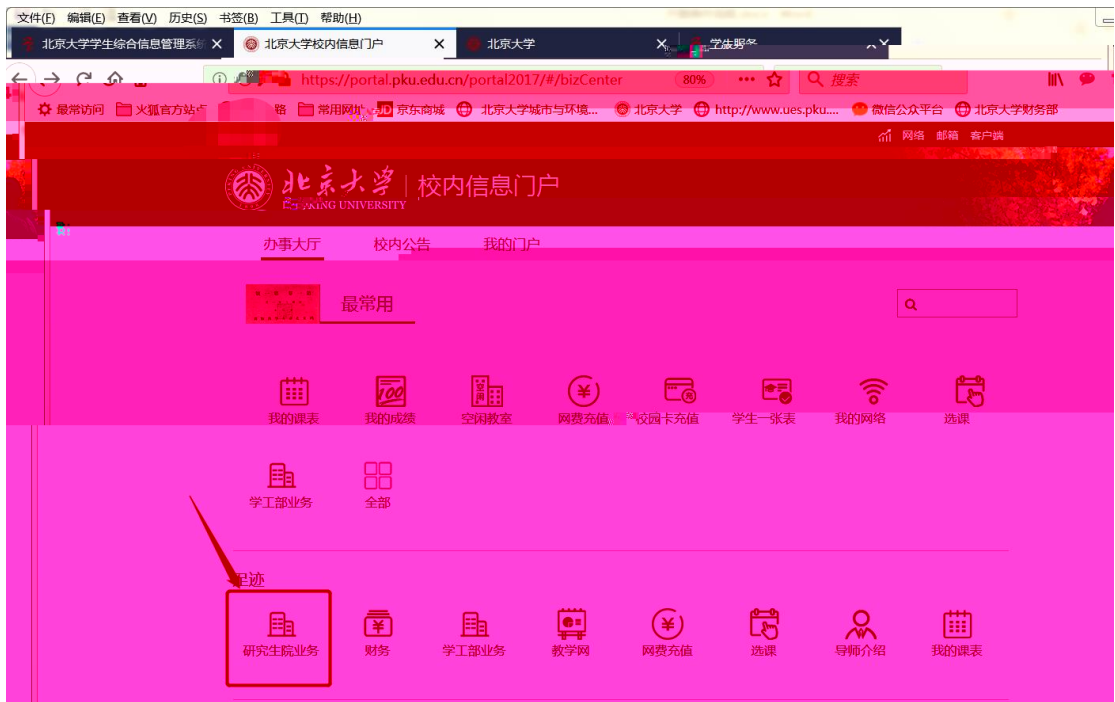 文件(F) 编辑(E) 查看(V) 历史(S) 书签(B) 工具(T) 帮助(H)
北京大学学生综合信息管理系统 北京大学校内信息门户 北京大学
https://portal.pku.edu.cn/portal2017/#/bizCenter 80% 搜索
最常访问 火狐官方站点 常用网址 JD 京东商城 北京大学城市与环境... 北京大学 http://www.ues.pku.... 微信公众平台 北京大学财务部
网络 邮箱 客户端
北京大学 校内信息门户
PEKING UNIVERSITY
办事大厅 校内公告 我的门户
最常用
我的课表 我的成绩 空闲教室 网费充值 校园卡充值 学生一张表 我的网络 选课
学工部业务 全部
足迹
研究生院业务 财务 学工部业务 教学网 网费充值 选课 导师介绍 我的课表